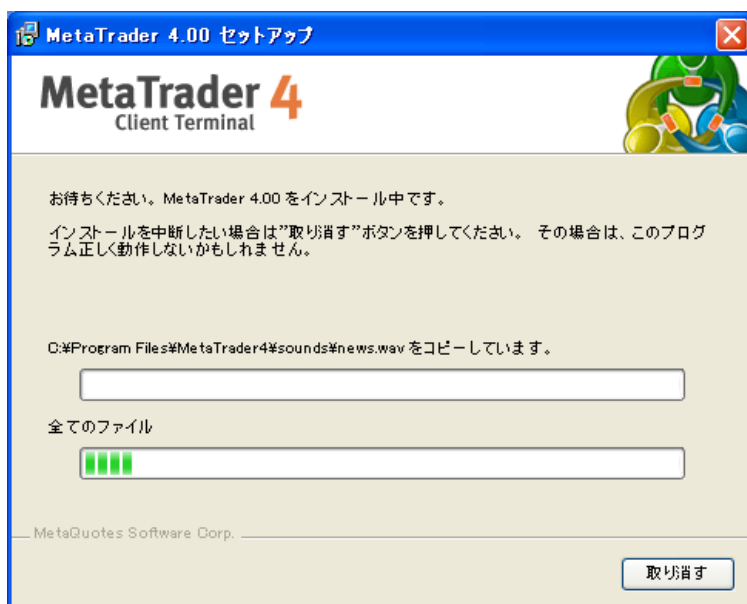 MetaTrader 4.00 セットアップ
MetaTrader 4
Client Terminal
お待ちください。MetaTrader 4.00 をインストール中です。
インストールを中断したい場合は”取り消す”ボタンを押してください。 その場合は、このプログ
ラム正しく動作しないかもしれません。
C:¥Program Files¥MetaTrader4¥sounds¥news.wav をコピーしています。
全てのファイル
MetaQuotes Software Corp.
取り消す